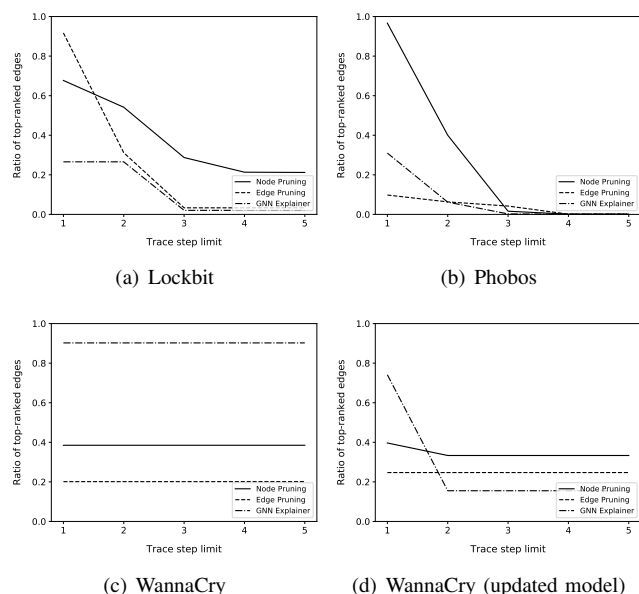 1.0
0.8
0.6
0.4
0.2
0.0
Ratio of top-ranked edges
Node Pruning
Edge Pruning
GNN Explainer
1 2 3 4 5
Trace step limit
(a) Lockbit
1.0
0.8
0.6
0.4
0.2
0.0
Ratio of top-ranked edges
Node Pruning
Edge Pruning
GNN Explainer
1 2 3 4 5
Trace step limit
(b) Phobos
1.0
0.8
0.6
0.4
0.2
0.0
Ratio of top-ranked edges
Node Pruning
Edge Pruning
GNN Explainer
1 2 3 4 5
Trace step limit
(c) WannaCry
1.0
0.8
0.6
0.4
0.2
0.0
Ratio of top-ranked edges
Node Pruning
Edge Pruning
GNN Explainer
1 2 3 4 5
Trace step limit
(d) WannaCry (updated model)